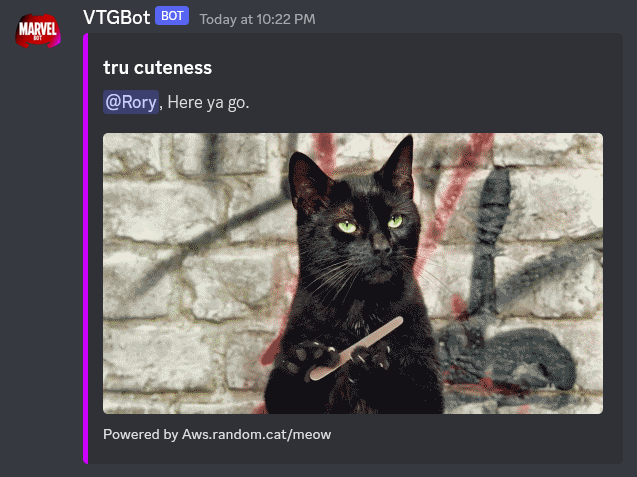 MARVEL
BOT
VTGBot BOT Today at 10:22 PM
tru cuteness
@Rory, Here ya go.
Powered by Aws.random.cat/meow